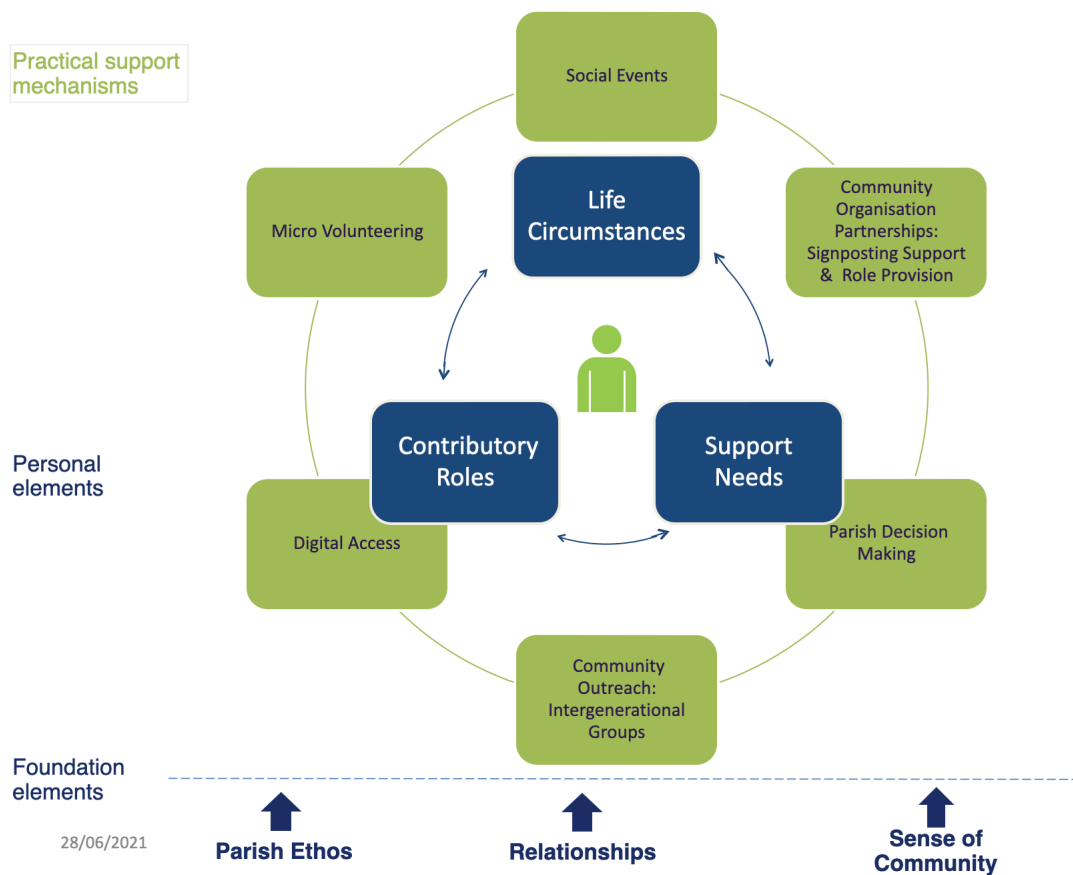 Practical support
mechanisms
Social Events
Life
Circumstances
Micro Volunteering
Community
Organisation
Partnerships:
Signposting Support
& Role Provision
Personal
elements
Contributory
Roles
Support
Needs
Digital Access
Parish Decision
Making
Community
Outreach:
Intergenerational
Groups
Foundation
elements
28/06/2021
Parish Ethos
Relationships
Sense of
Community